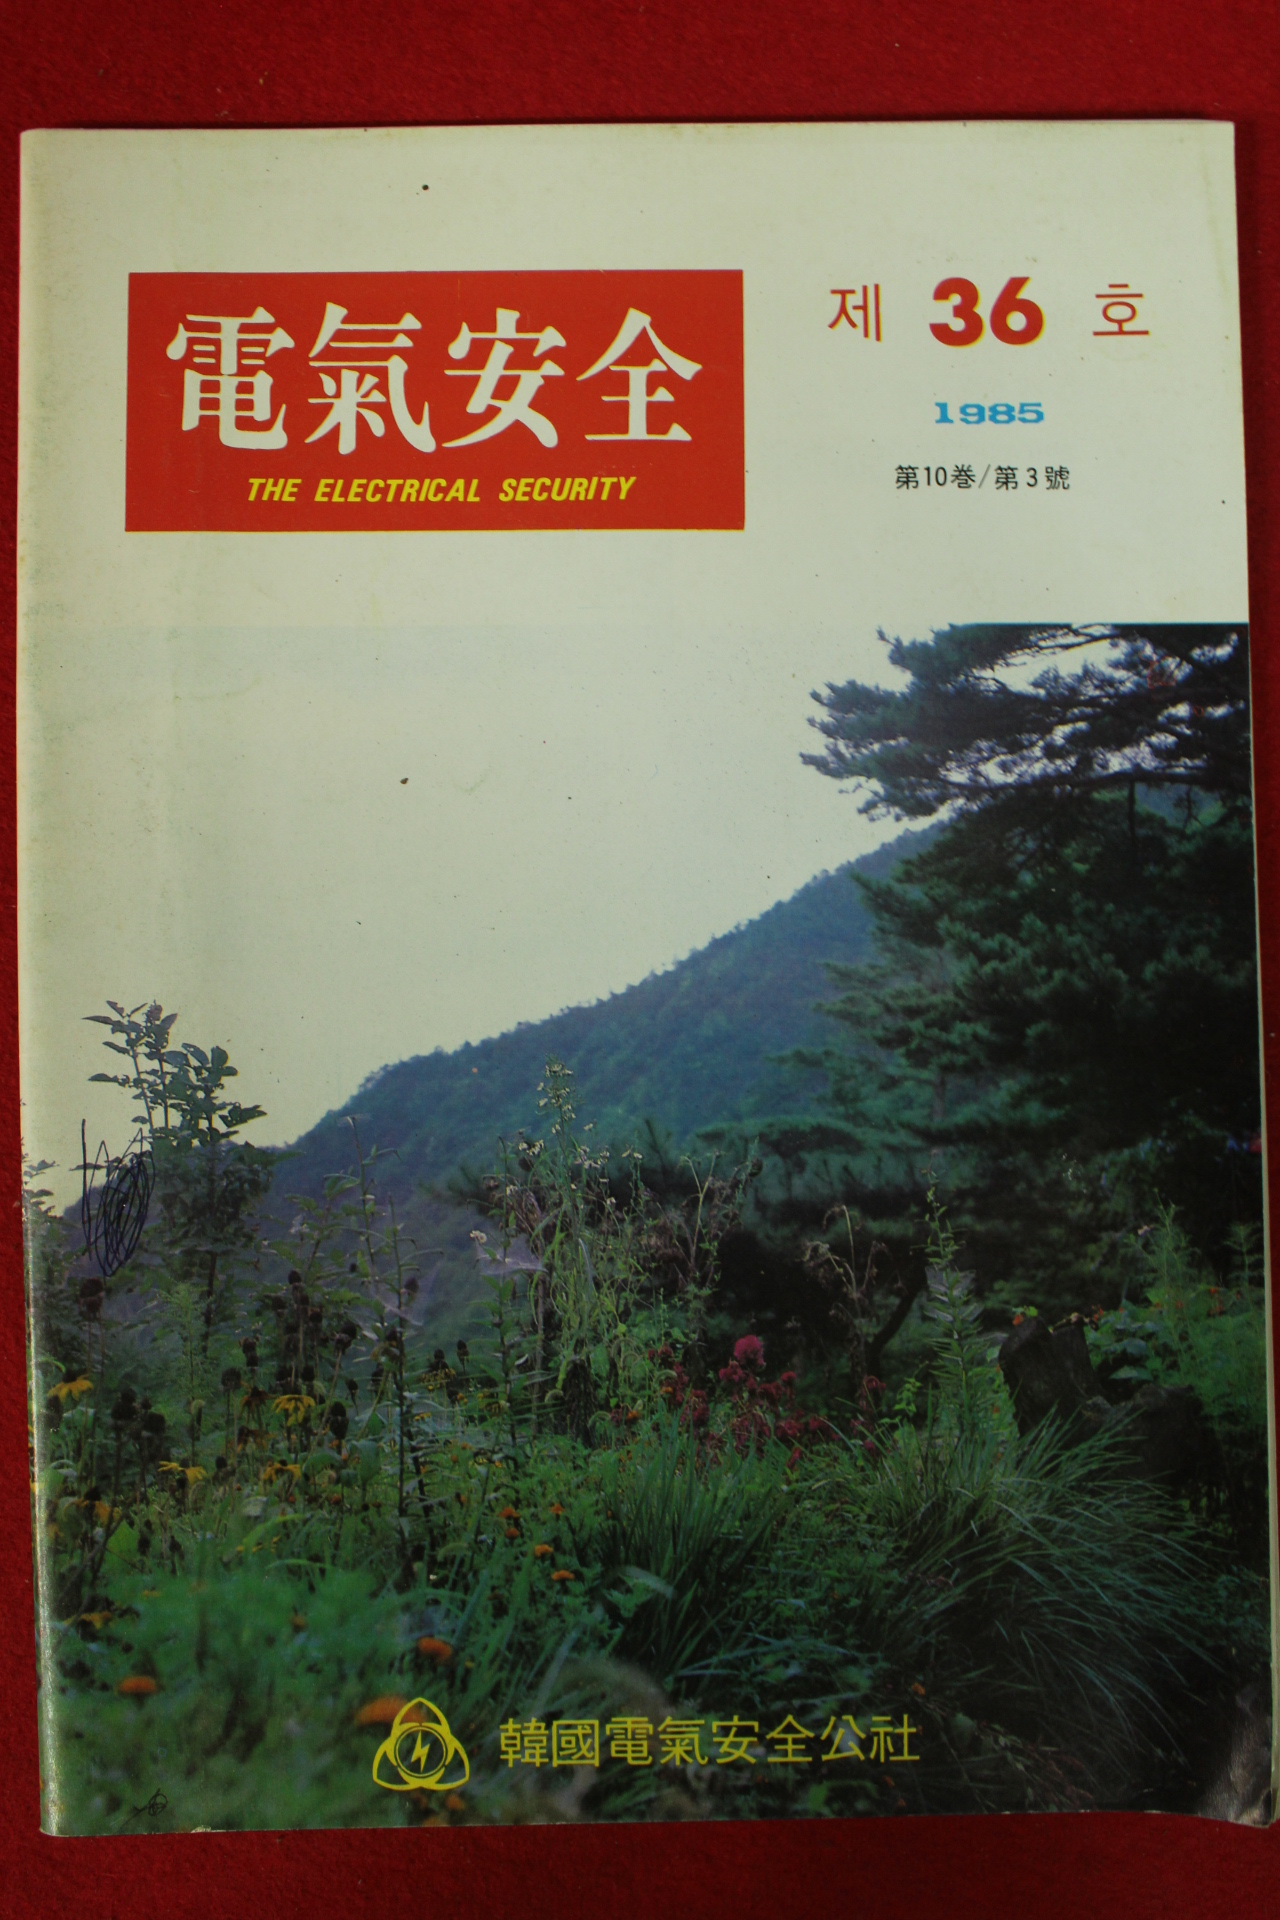 電氣安全
THE ELECTRICAL SECURITY
제 36 호
1985
第10巻/第3號
韓國電氣安全公社